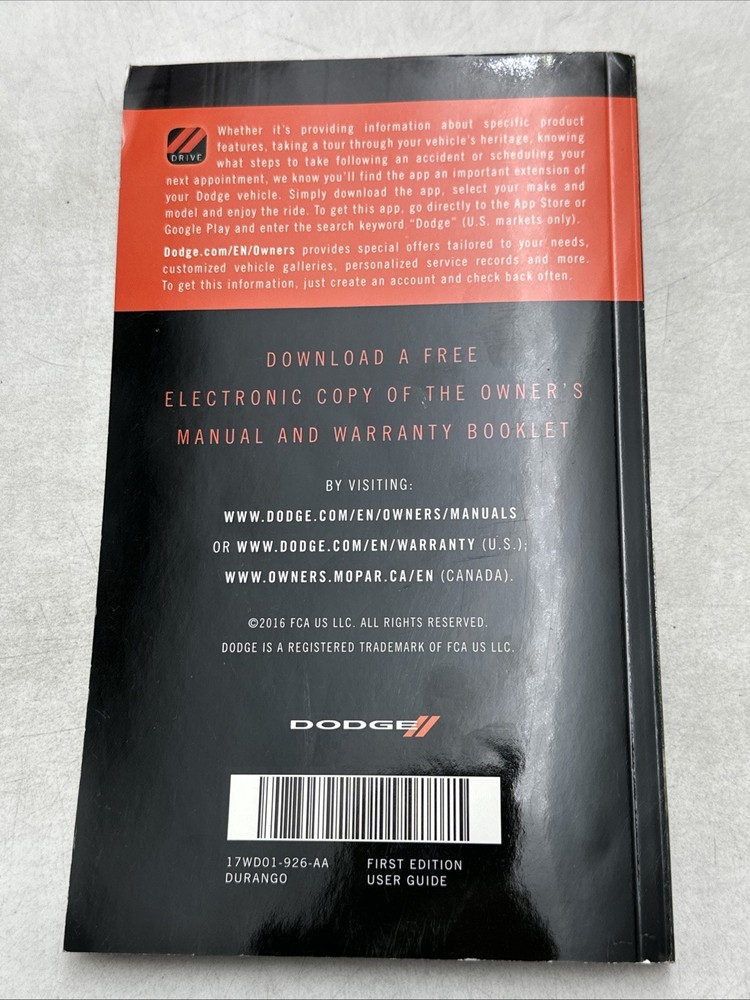 DRIVE
Whether it's providing information about specific product
features, taking a tour through your vehicle's heritage, knowing
what steps to take following an accident or scheduling your
next appointment, we know you'll find the app an important extension of
your Dodge vehicle. Simply download the app, select your make and
model and enjoy the ride. To get this app, go directly to the App Store or
Google Play and enter the search keyword "Dodge" (U.S. markets only).
Dodge.com/EN/Owners provides special offers tailored to your needs,
customized vehicle galleries, personalized service records and more.
To get this information, just create an account and check back often.
DOWNLOAD A FREE
ELECTRONIC COPY OF THE OWNER'S
MANUAL AND WARRANTY BOOKLET
BY VISITING:
WWW.DODGE.COM/EN/OWNERS/MANUALS
OR WWW.DODGE.COM/EN/WARRANTY (U.S.);
WWW.OWNERS.MOPAR.CA/EN (CANADA).
©2016 FCA US LLC. ALL RIGHTS RESERVED.
DODGE IS A REGISTERED TRADEMARK OF FCA US LLC.
DODGE
17WD01-926-AA FIRST EDITION
DURANGO USER GUIDE